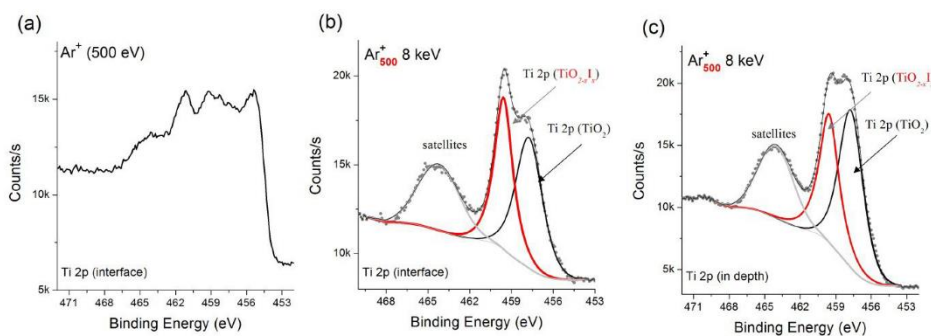 (a)
Ar+ (500 eV)
15k
10k
5k
Counts/s
Ti 2p (interface)
471 468 465 462 459 456 453
Binding Energy (eV)
(b)
Ar+500 8 keV
20k
15k
10k
Counts/s
Ti 2p (TiO2-xIx)
Ti 2p (TiO2)
satellites
Ti 2p (interface)
468 465 462 459 456 453
Binding Energy (eV)
(c)
Ar+500 8 keV
20k
15k
10k
5k
Counts/s
Ti 2p (TiO2-xI
Ti 2p (TiO2)
satellites
Ti 2p (in depth)
471 468 465 462 459 456 453
Binding Energy (eV)